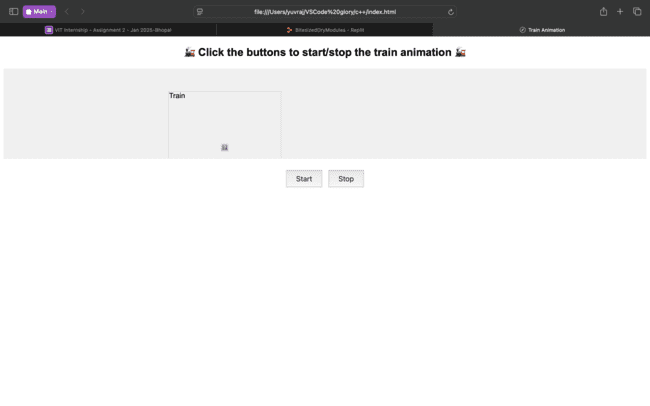 Main
file:///Users/yuvraj/VSCode%20glory/c++/index.html
VIT Internship - Assignment 2 - Jan 2025-Bhopal
BitesizedDryModules - Replit
Train Animation
🚂 Click the buttons to start/stop the train animation 🚂
Train
Start
Stop